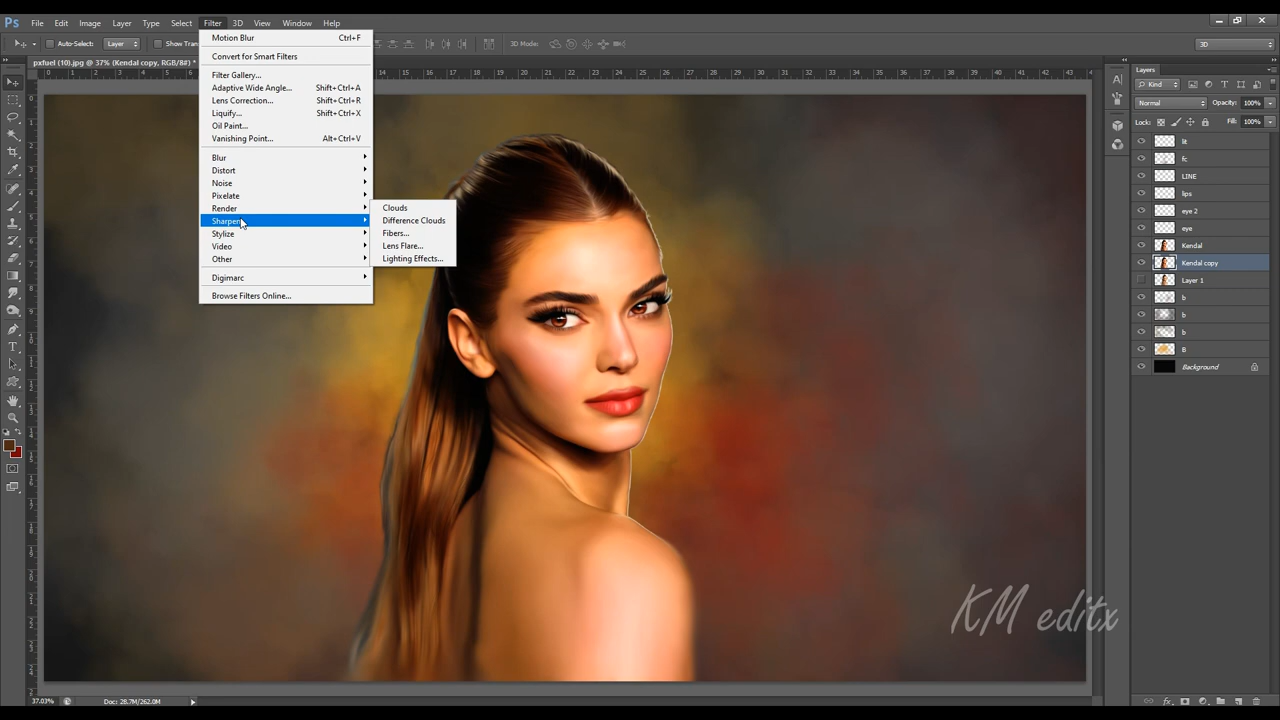 Ps File Edit Image Layer Type Select Filter 3D View Window Help
Auto-Select: Layer Show Tran 3D Mode: 3D
pxfuel (10).jpg @ 37% (Kendal copy, RGB/8#) *
Motion Blur Ctrl+F
Convert for Smart Filters
Filter Gallery...
Adaptive Wide Angle... Shift+Ctrl+A
Lens Correction... Shift+Ctrl+R
Liquify... Shift+Ctrl+X
Oil Paint...
Vanishing Point... Alt+Ctrl+V
Blur
Distort
Noise
Pixelate
Render
Sharpen
Stylize
Video
Other
Digimarc
Browse Filters Online...
Clouds
Difference Clouds
Fibers...
Lens Flare...
Lighting Effects...
Layers
Kind
Normal Opacity: 100%
Lock: Fill: 100%
lit
fc
LINE
lips
eye 2
eye
Kendal
Kendal copy
Layer 1
b
b
b
B
Background
KM editx
37.03% Doc: 28.7M/262.0M